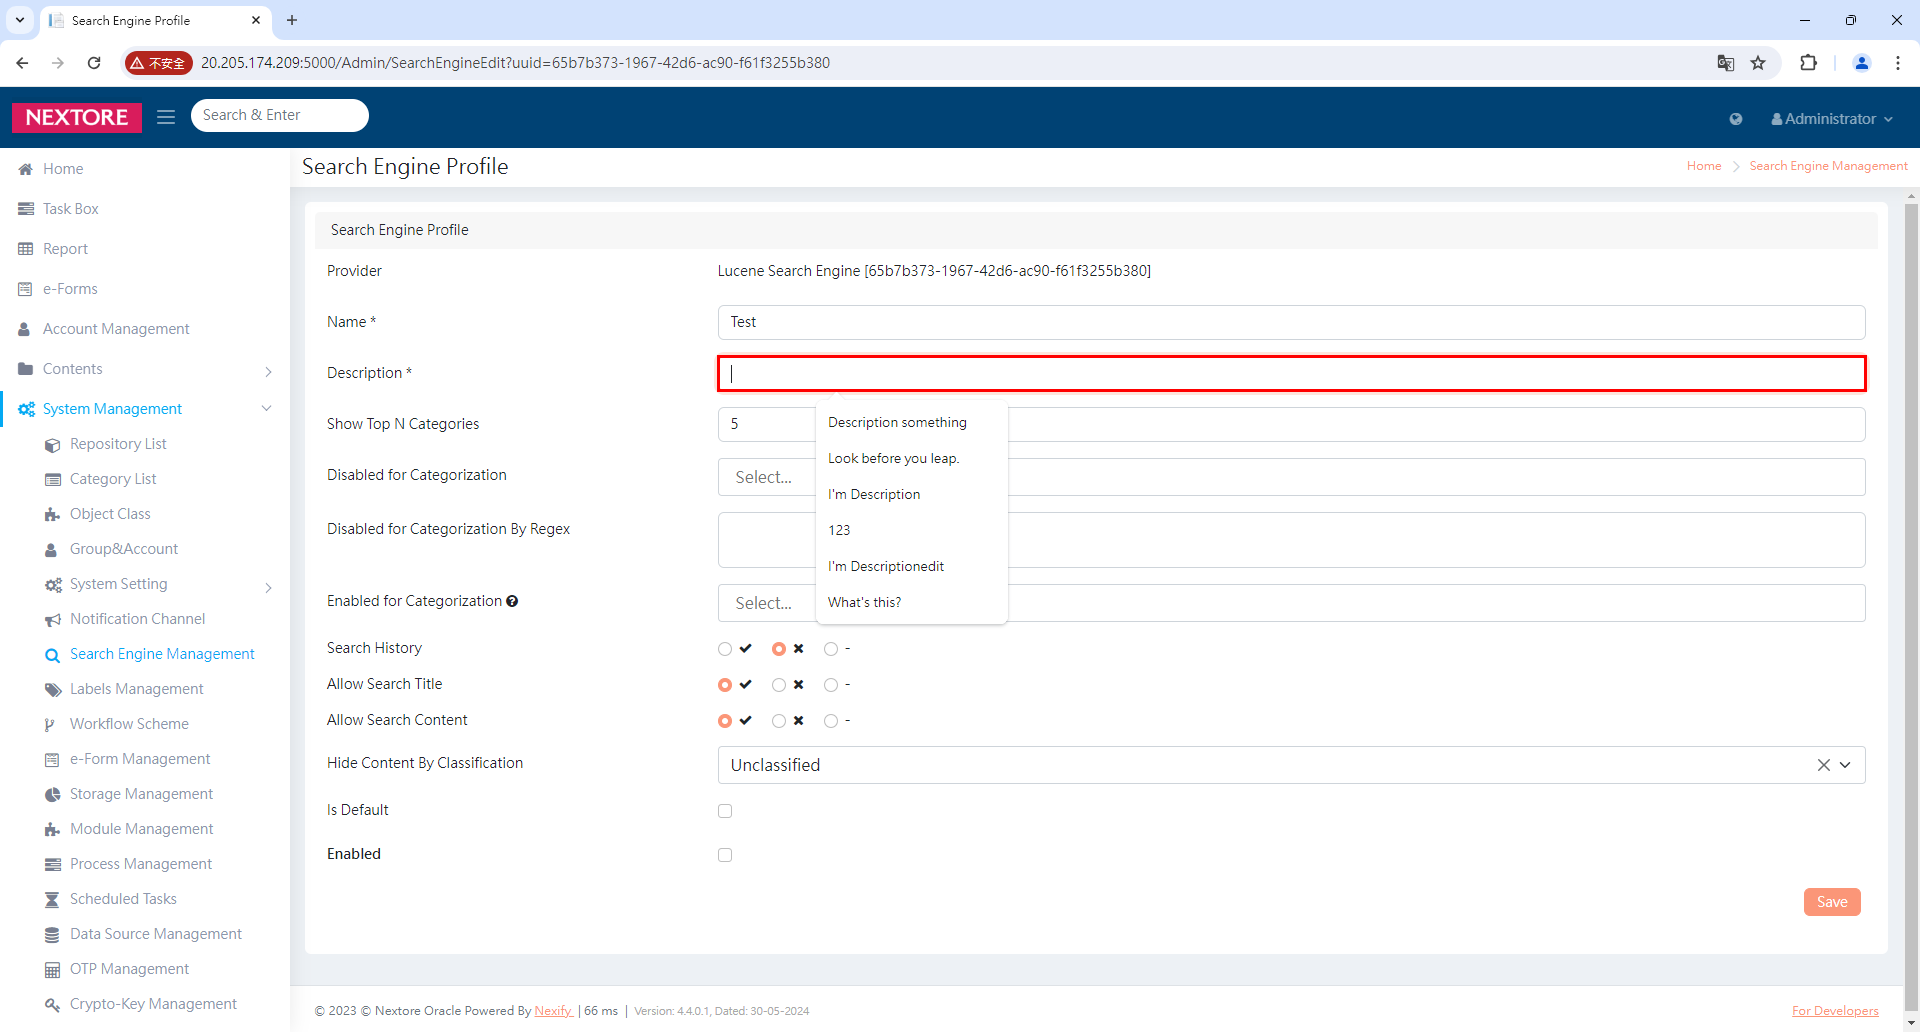 Search Engine Profile
不安全
20.205.174.209:5000/Admin/SearchEngineEdit?uuid=65b7b373-1967-42d6-ac90-f61f3255b380
NEXTORE
Search & Enter
Administrator
Home
Task Box
Report
e-Forms
Account Management
Contents
System Management
Repository List
Category List
Object Class
Group&Account
System Setting
Notification Channel
Search Engine Management
Labels Management
Workflow Scheme
e-Form Management
Storage Management
Module Management
Process Management
Scheduled Tasks
Data Source Management
OTP Management
Crypto-Key Management
Search Engine Profile
Home
Search Engine Management
Search Engine Profile
Provider
Lucene Search Engine [65b7b373-1967-42d6-ac90-f61f3255b380]
Name *
Test
Description *
Show Top N Categories
5
Description something
Look before you leap.
I'm Description
123
I'm Descriptionedit
What's this?
Disabled for Categorization
Select...
Disabled for Categorization By Regex
Enabled for Categorization
Select...
Search History
-
Allow Search Title
-
Allow Search Content
-
Hide Content By Classification
Unclassified
Is Default
Enabled
Save
© 2023 © Nextore Oracle Powered By Nexify | 66 ms | Version: 4.4.0.1, Dated: 30-05-2024
For Developers